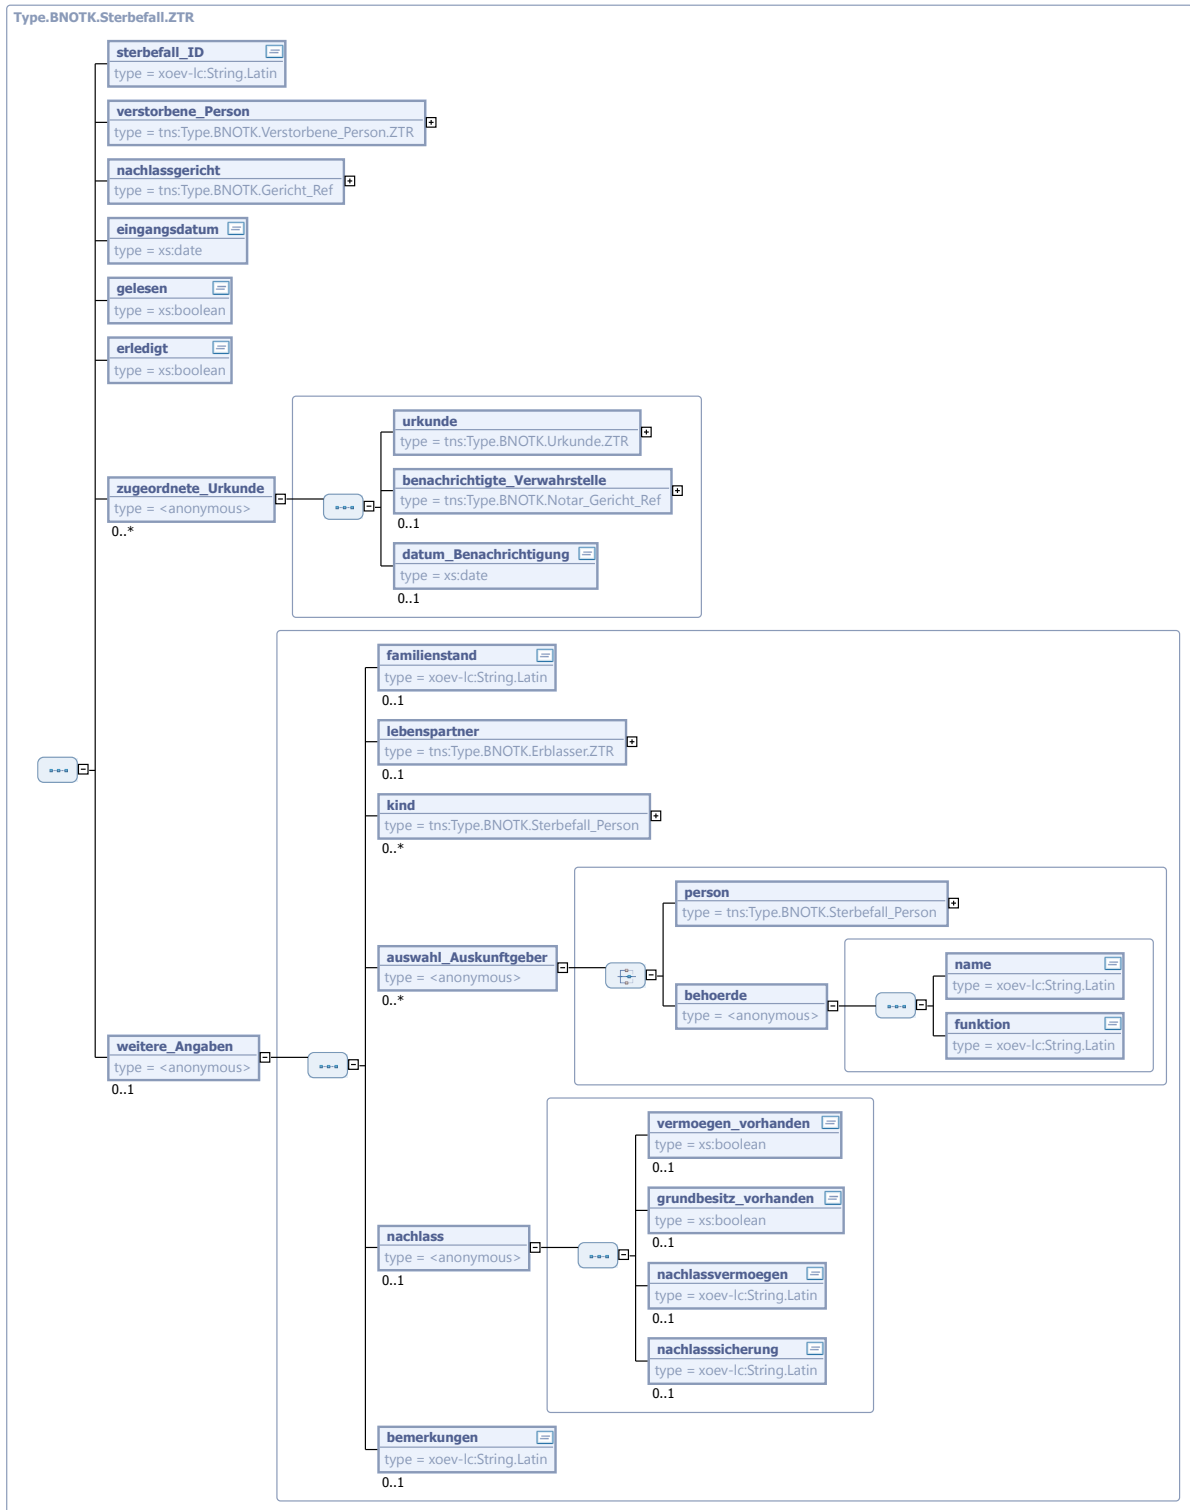 Type.BNOTK.Sterbefall.ZTR
sterbefall_ID
type = xoev-lc:String.Latin
verstorbene_Person
type = tns:Type.BNOTK.Verstorbene_Person.ZTR
nachlassgericht
type = tns:Type.BNOTK.Gericht_Ref
eingangsdatum
type = xs:date
gelesen
type = xs:boolean
erledigt
type = xs:boolean
zugeordnete_Urkunde
type = <anonymous>
0..*
urkunde
type = tns:Type.BNOTK.Urkunde.ZTR
benachrichtigte_Verwahrstelle
type = tns:Type.BNOTK.Notar_Gericht_Ref
0..1
datum_Benachrichtigung
type = xs:date
0..1
weitere_Angaben
type = <anonymous>
0..1
familienstand
type = xoev-lc:String.Latin
0..1
lebenspartner
type = tns:Type.BNOTK.Erblasser.ZTR
0..1
kind
type = tns:Type.BNOTK.Sterbefall_Person
0..*
auswahl_Auskunftgeber
type = <anonymous>
0..*
person
type = tns:Type.BNOTK.Sterbefall_Person
behoerde
type = <anonymous>
name
type = xoev-lc:String.Latin
funktion
type = xoev-lc:String.Latin
nachlass
type = <anonymous>
0..1
vermoegen_vorhanden
type = xs:boolean
0..1
grundbesitz_vorhanden
type = xs:boolean
0..1
nachlassvermoegen
type = xoev-lc:String.Latin
0..1
nachlasssicherung
type = xoev-lc:String.Latin
0..1
bemerkungen
type = xoev-lc:String.Latin
0..1